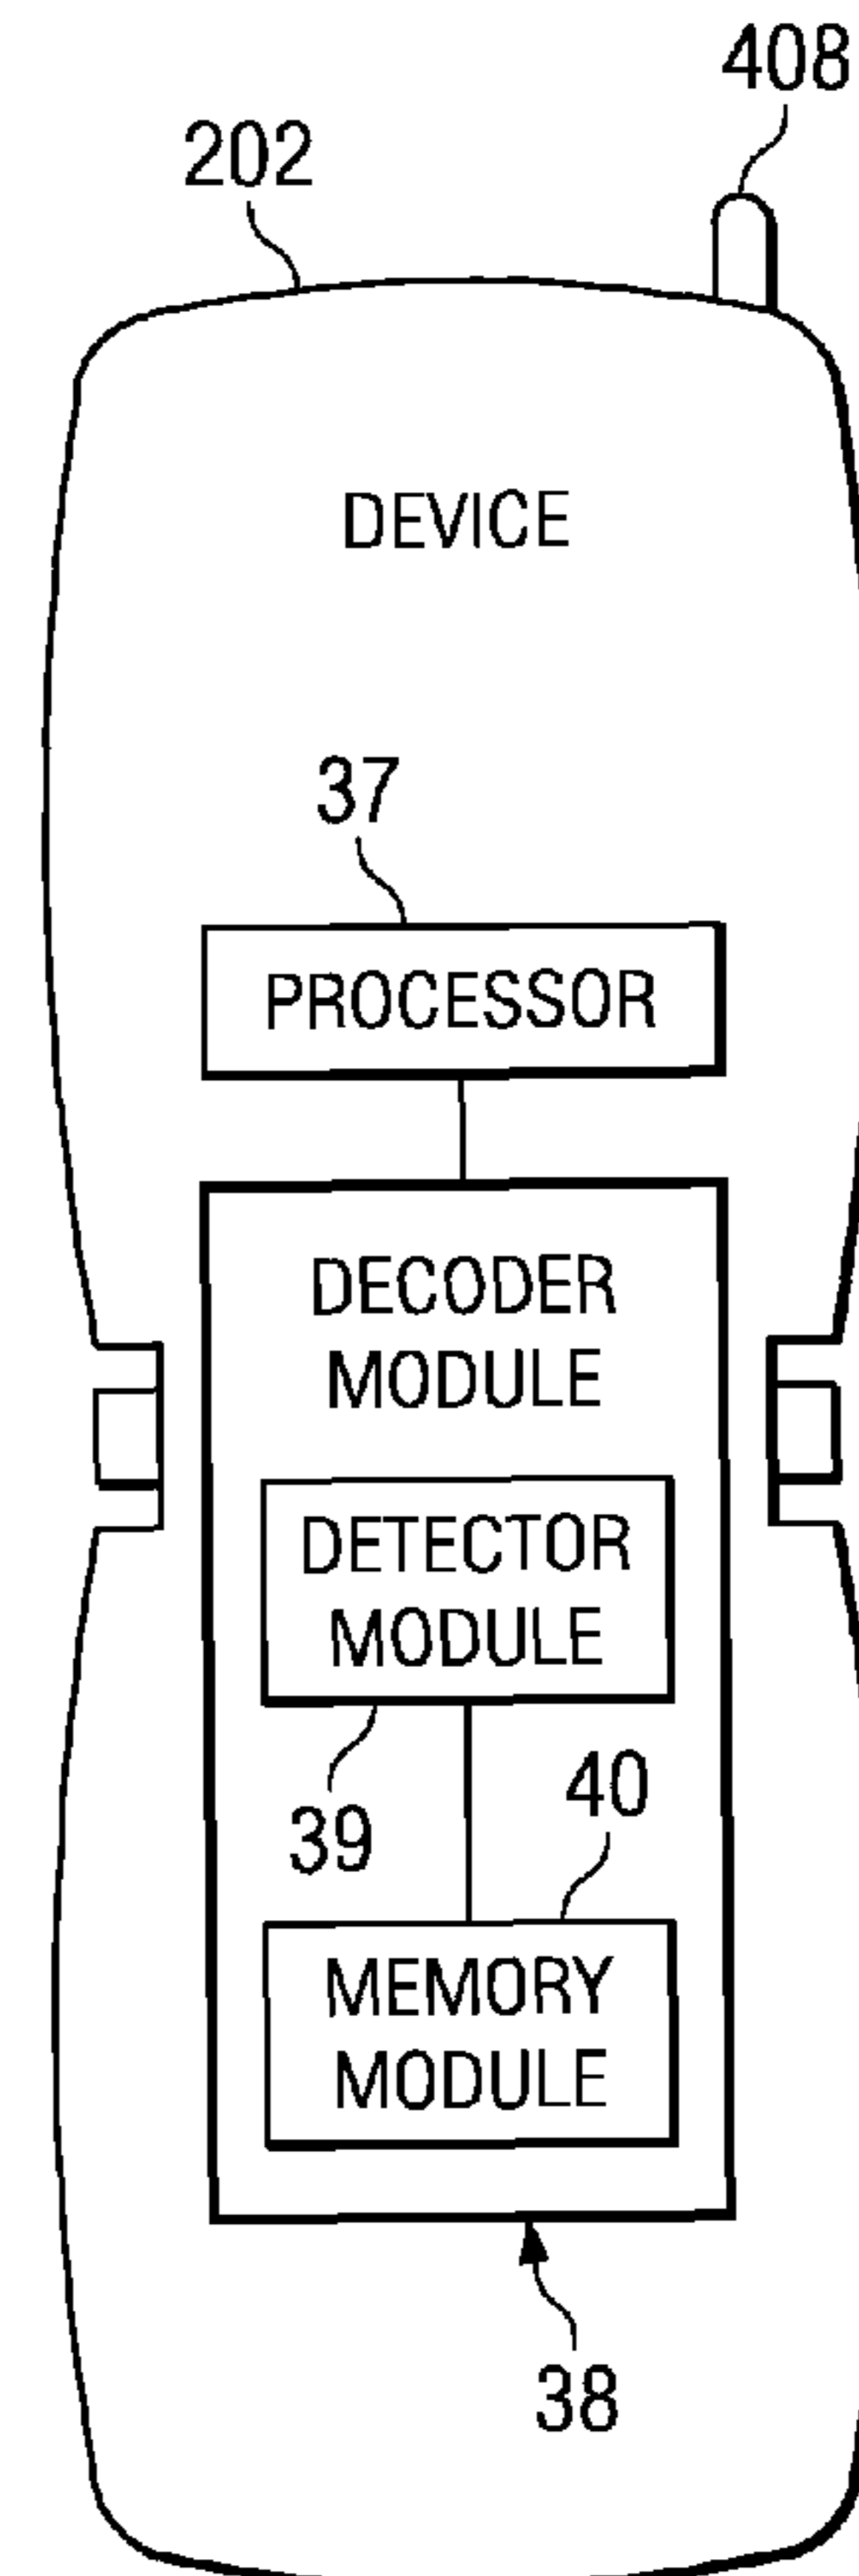 408
202
DEVICE
37
PROCESSOR
DECODER
MODULE
DETECTOR
MODULE
39
40
MEMORY
MODULE
38